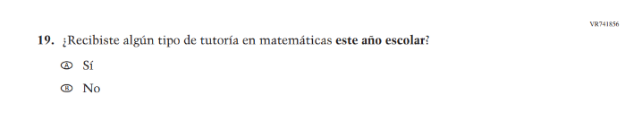 VR741856
19. ¿Recibiste algún tipo de tutoría en matemáticas este año escolar?
Ⓐ Sí
Ⓑ No